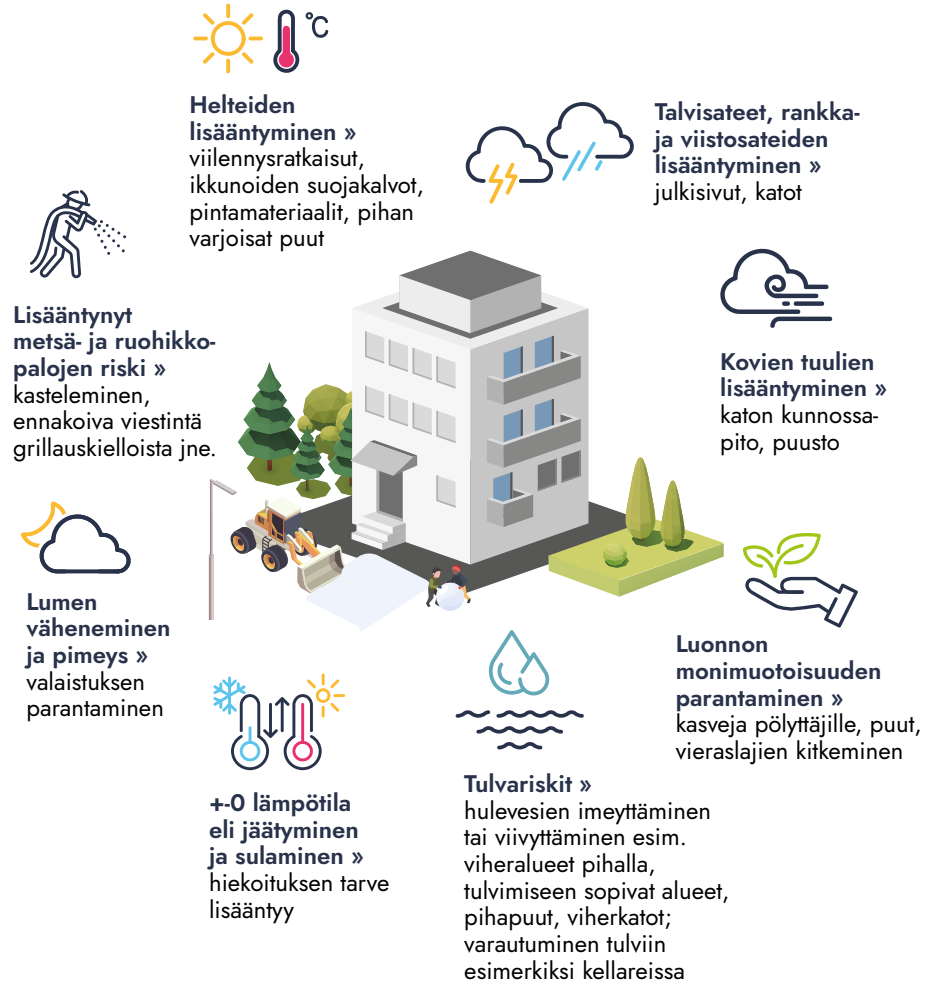 °C
Helteiden
lisääntyminen »
viilennysratkaisut,
ikkunoiden suojakalvot,
pintamateriaalit, pihan
varjoisat puut
Talvisateet, rankka-
ja viistosateiden
lisääntyminen »
julkisivut, katot
Lisääntynyt
metsä- ja ruohikko-
palojen riski »
kasteleminen,
ennakoiva viestintä
grillauskielloista jne.
Kovien tuulien
lisääntyminen »
katon kunnossa-
pito, puusto
Lumen
väheneminen
ja pimeys »
valaistuksen
parantaminen
Luonnon
monimuotoisuuden
parantaminen »
kasveja pölyttäjille, puut,
vieraslajien kitkeminen
+-0 lämpötila
eli jäätyminen
ja sulaminen »
hiekoituksen tarve
lisääntyy
Tulvariskit »
hulevesien imeyttäminen
tai viivyttäminen esim.
viheralueet pihalla,
tulvimiseen sopivat alueet,
pihapuut, viherkatot;
varautuminen tulviin
esimerkiksi kellareissa